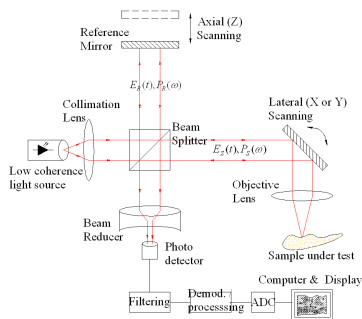 Reference
Mirror
Axial (Z)
Scanning
E_R(t), P_R(ω)
Collimation
Lens
Lateral (X or Y)
Scanning
Beam
Splitter
E_S(t), P_S(ω)
Low coherence
light source
Objective
Lens
Beam
Reducer
Photo
detector
Sample under test
Computer & Display
Filtering
Demod.
processsing
ADC